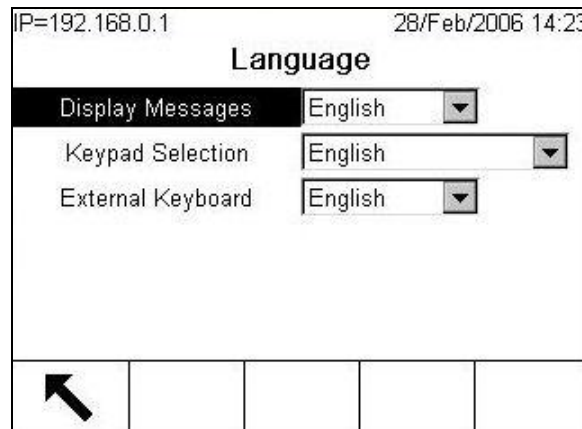 IP=192.168.0.1 28/Feb/2006 14:23
Language
Display Messages English
Keypad Selection English
External Keyboard English